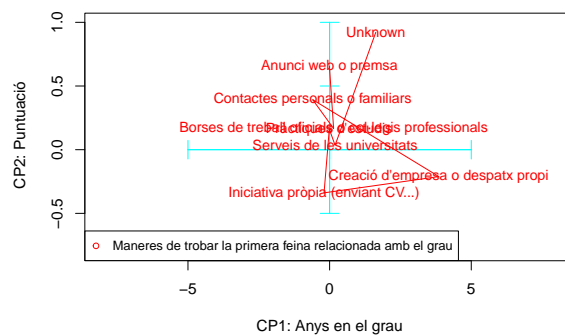 Unknown
Anunci web o premsa
Contactes personals o familiars
Borses de treball oficials d'col·legis professionals
Pràctiques d'estudis
Serveis de les universitats
Creació d'empresa o despatx propi
Iniciativa pròpia (enviant CV...)
Maneres de trobar la primera feina relacionada amb el grau
CP2: Puntuació
1.0
0.5
0.0
−0.5
−5
0
5
CP1: Anys en el grau